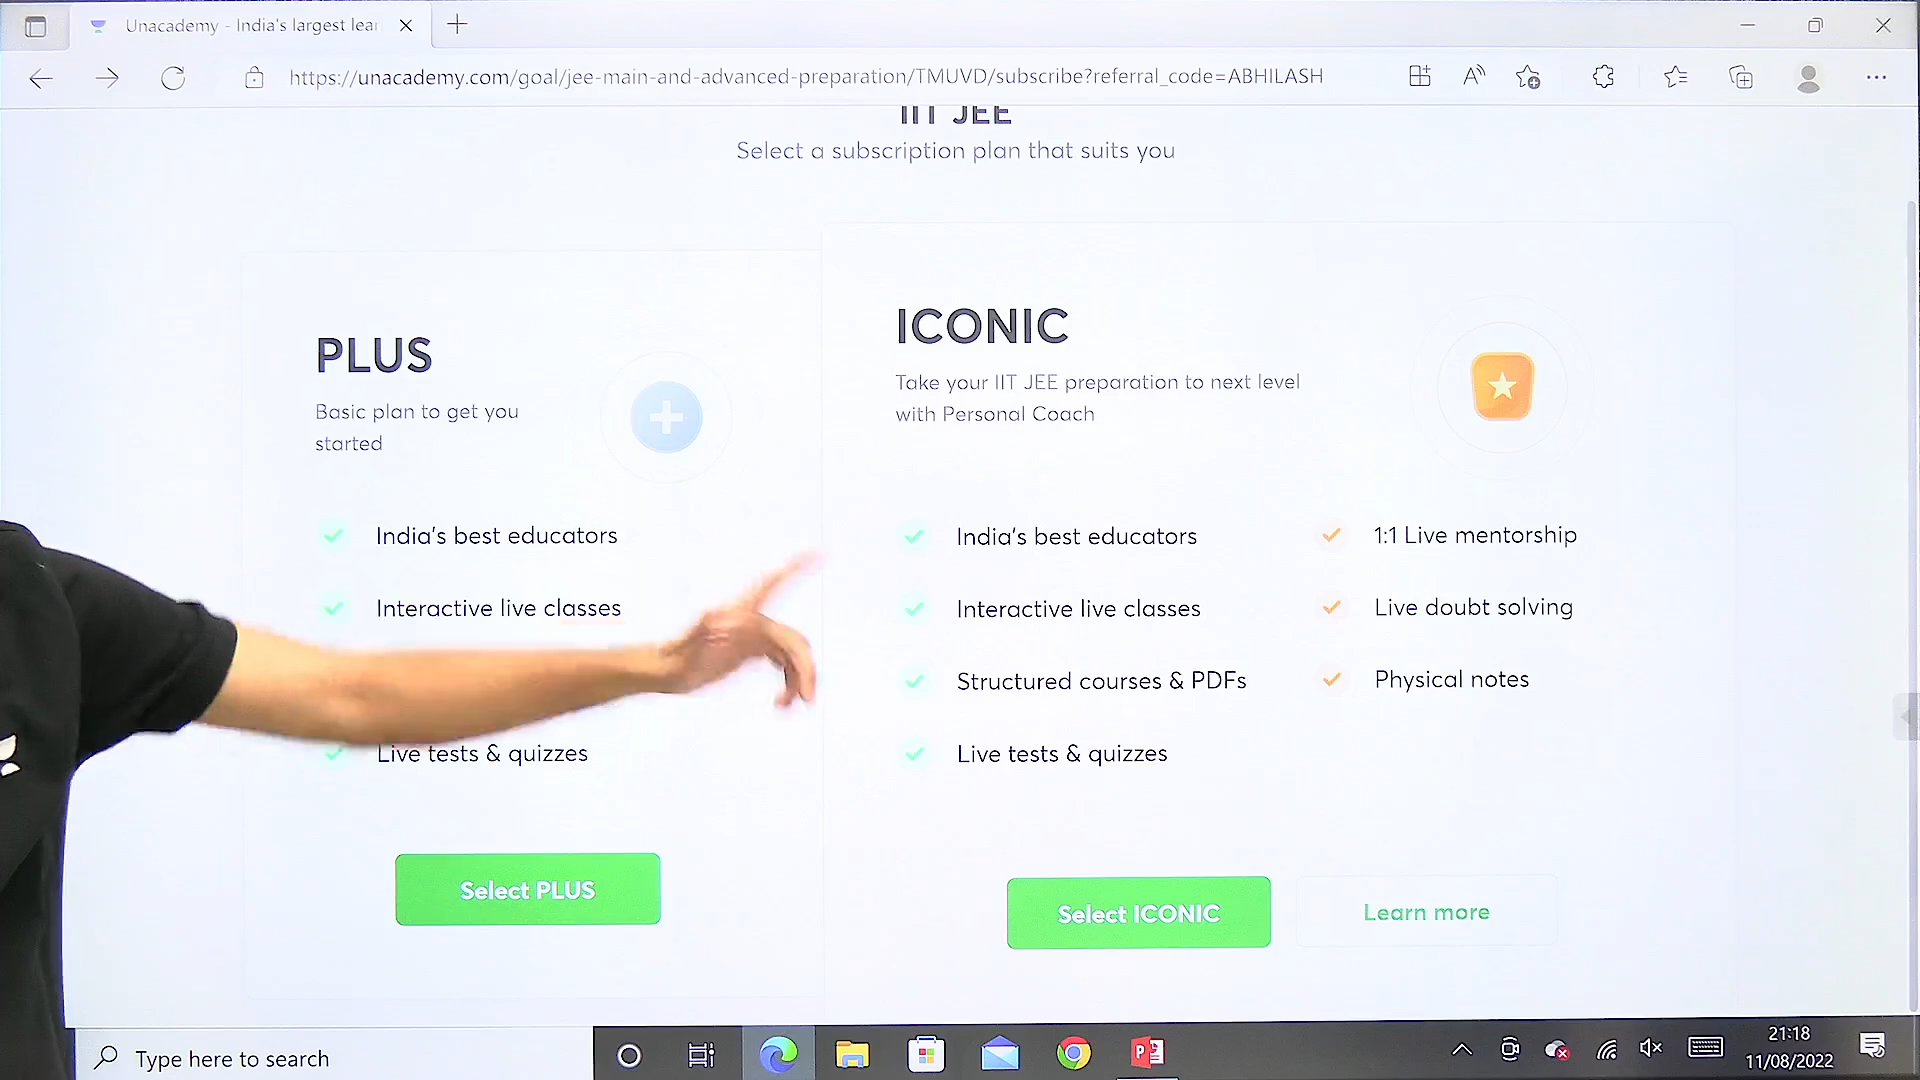 Unacademy - India's largest lear
https://unacademy.com/goal/jee-main-and-advanced-preparation/TMUVD/subscribe?referral_code=ABHILASH
IIT JEE
Select a subscription plan that suits you
PLUS
Basic plan to get you
started
India's best educators
Interactive live classes
Live tests & quizzes
Select PLUS
ICONIC
Take your IIT JEE preparation to next level
with Personal Coach
India's best educators
Interactive live classes
Structured courses & PDFs
Live tests & quizzes
1:1 Live mentorship
Live doubt solving
Physical notes
Select ICONIC
Learn more
Type here to search
21:18
11/08/2022